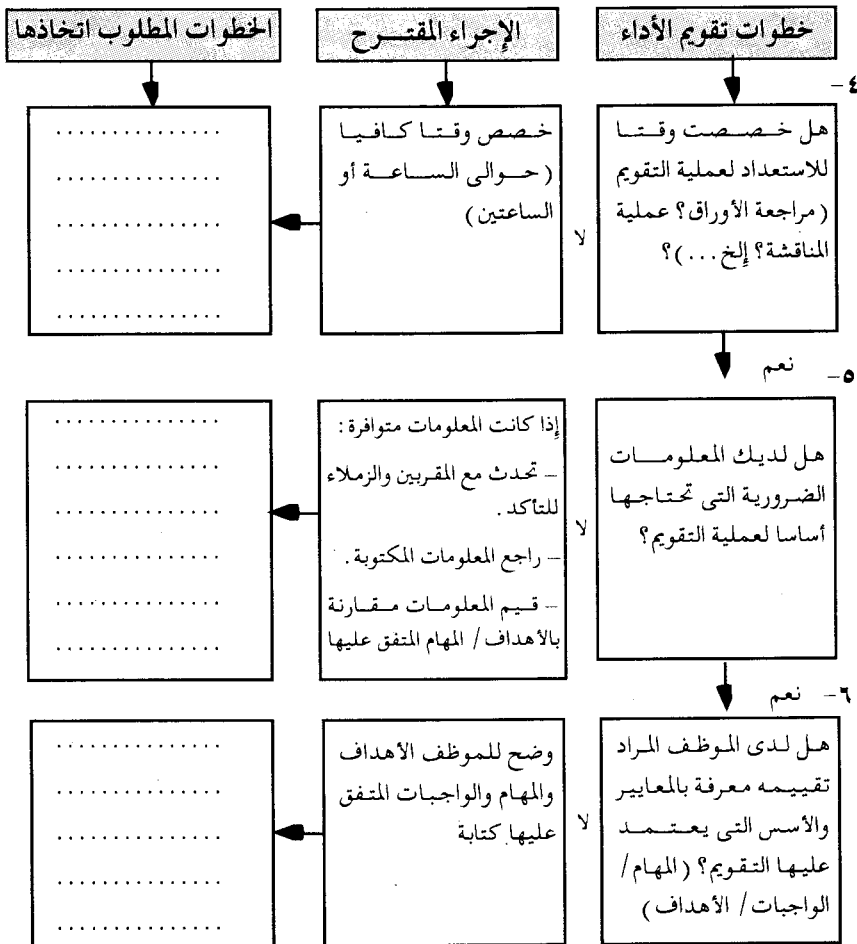 خطوات تقويم الأداء
الإجراء المقترح
الخطوات المطلوب اتخاذها
٤-
هل خصصت وقتا
للاستعداد لعملية التقويم
(مراجعة الأوراق؟ عملية
المناقشة؟ إلخ...)؟
لا
خصص وقتا كافيا
(حوالى الساعة أو
الساعتين)
...............
...............
...............
...............
...............
نعم
٥-
هل لديك المعلومات
الضرورية التى تحتاجها
أساسا لعملية التقويم؟
لا
إذا كانت المعلومات متوافرة:
– تحدث مع المقربين والزملاء
للتأكد.
– راجع المعلومات المكتوبة.
– قيم المعلومات مقارنة
بالأهداف/ المهام المتفق عليها
...............
...............
...............
...............
...............
...............
نعم
٦-
هل لدى الموظف المراد
تقييمه معرفة بالمعايير
والأسس التى يعتمد
عليها التقويم؟ (المهام/
الواجبات/ الأهداف)
لا
وضح للموظف الأهداف
والمهام والواجبات المتفق
عليها كتابة
...............
...............
...............
...............
...............